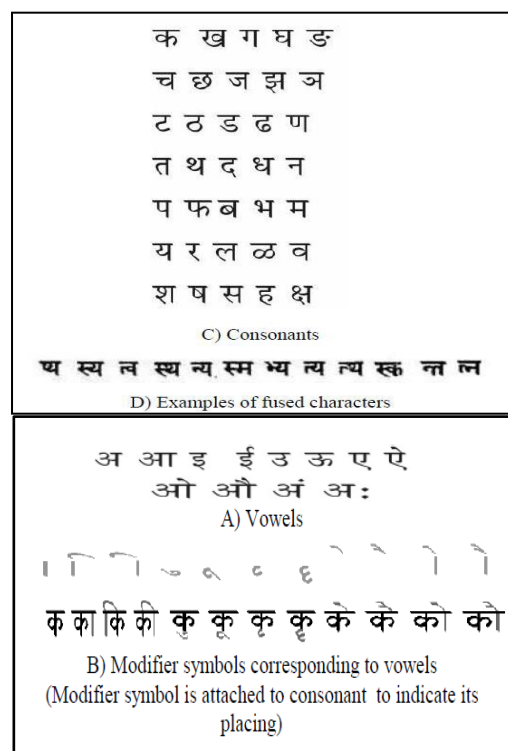 क ख ग घ ङ
च छ ज झ ञ
ट ठ ड ढ ण
त थ द ध न
प फ ब भ म
य र ल ळ व
श ष स ह क्ष
C) Consonants
स्य त्व स्थ न्य स्म भ्य त्य त्थ स्क न्त त्न
D) Examples of fused characters
अ आ इ ई उ ऊ ए ऐ
ओ औ अं अः
A) Vowels
ा ि ी ु ू ृ ॄ े ै ो ौ
क का कि की कु कू कृ कॄ के कै को कौ
B) Modifier symbols corresponding to vowels
(Modifier symbol is attached to consonant to indicate its
placing)